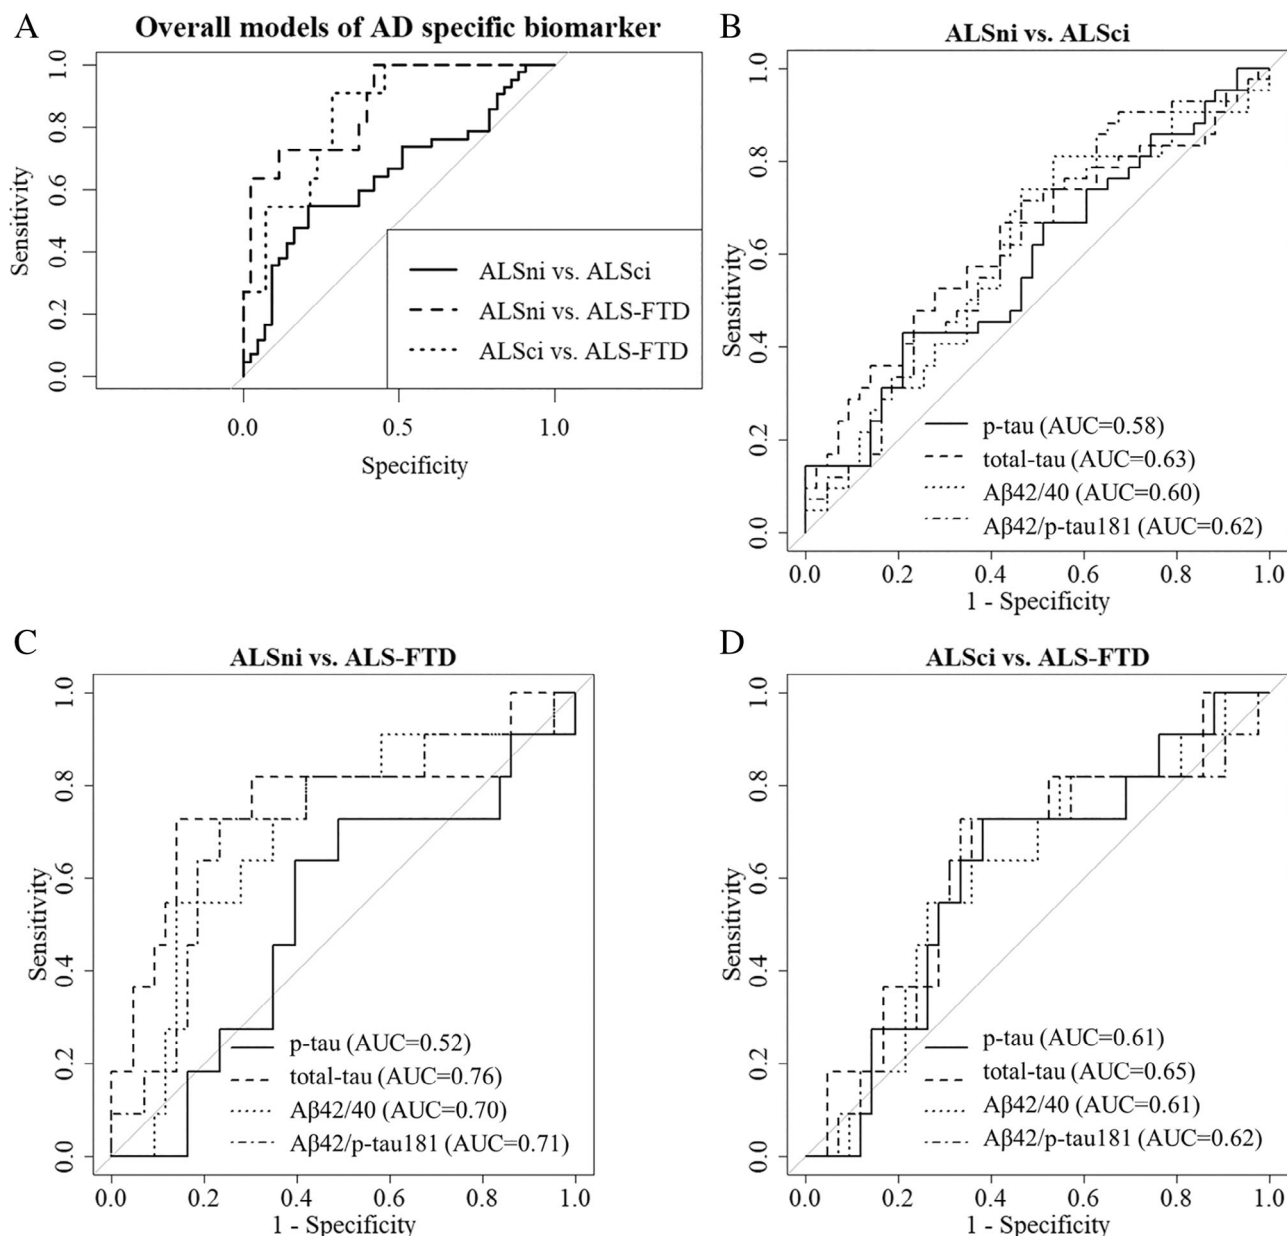 A
Overall models of AD specific biomarker
Sensitivity
0.0 0.2 0.4 0.6 0.8 1.0
ALSni vs. ALSci
ALSni vs. ALS-FTD
ALSci vs. ALS-FTD
0.0 0.5 1.0
Specificity
B
ALSni vs. ALSci
Sensitivity
0.0 0.2 0.4 0.6 0.8 1.0
p-tau (AUC=0.58)
total-tau (AUC=0.63)
Aβ42/40 (AUC=0.60)
Aβ42/p-tau181 (AUC=0.62)
0.0 0.2 0.4 0.6 0.8 1.0
1 - Specificity
C
ALSni vs. ALS-FTD
Sensitivity
0.0 0.2 0.4 0.6 0.8 1.0
p-tau (AUC=0.52)
total-tau (AUC=0.76)
Aβ42/40 (AUC=0.70)
Aβ42/p-tau181 (AUC=0.71)
0.0 0.2 0.4 0.6 0.8 1.0
1 - Specificity
D
ALSci vs. ALS-FTD
Sensitivity
0.0 0.2 0.4 0.6 0.8 1.0
p-tau (AUC=0.61)
total-tau (AUC=0.65)
Aβ42/40 (AUC=0.61)
Aβ42/p-tau181 (AUC=0.62)
0.0 0.2 0.4 0.6 0.8 1.0
1 - Specificity